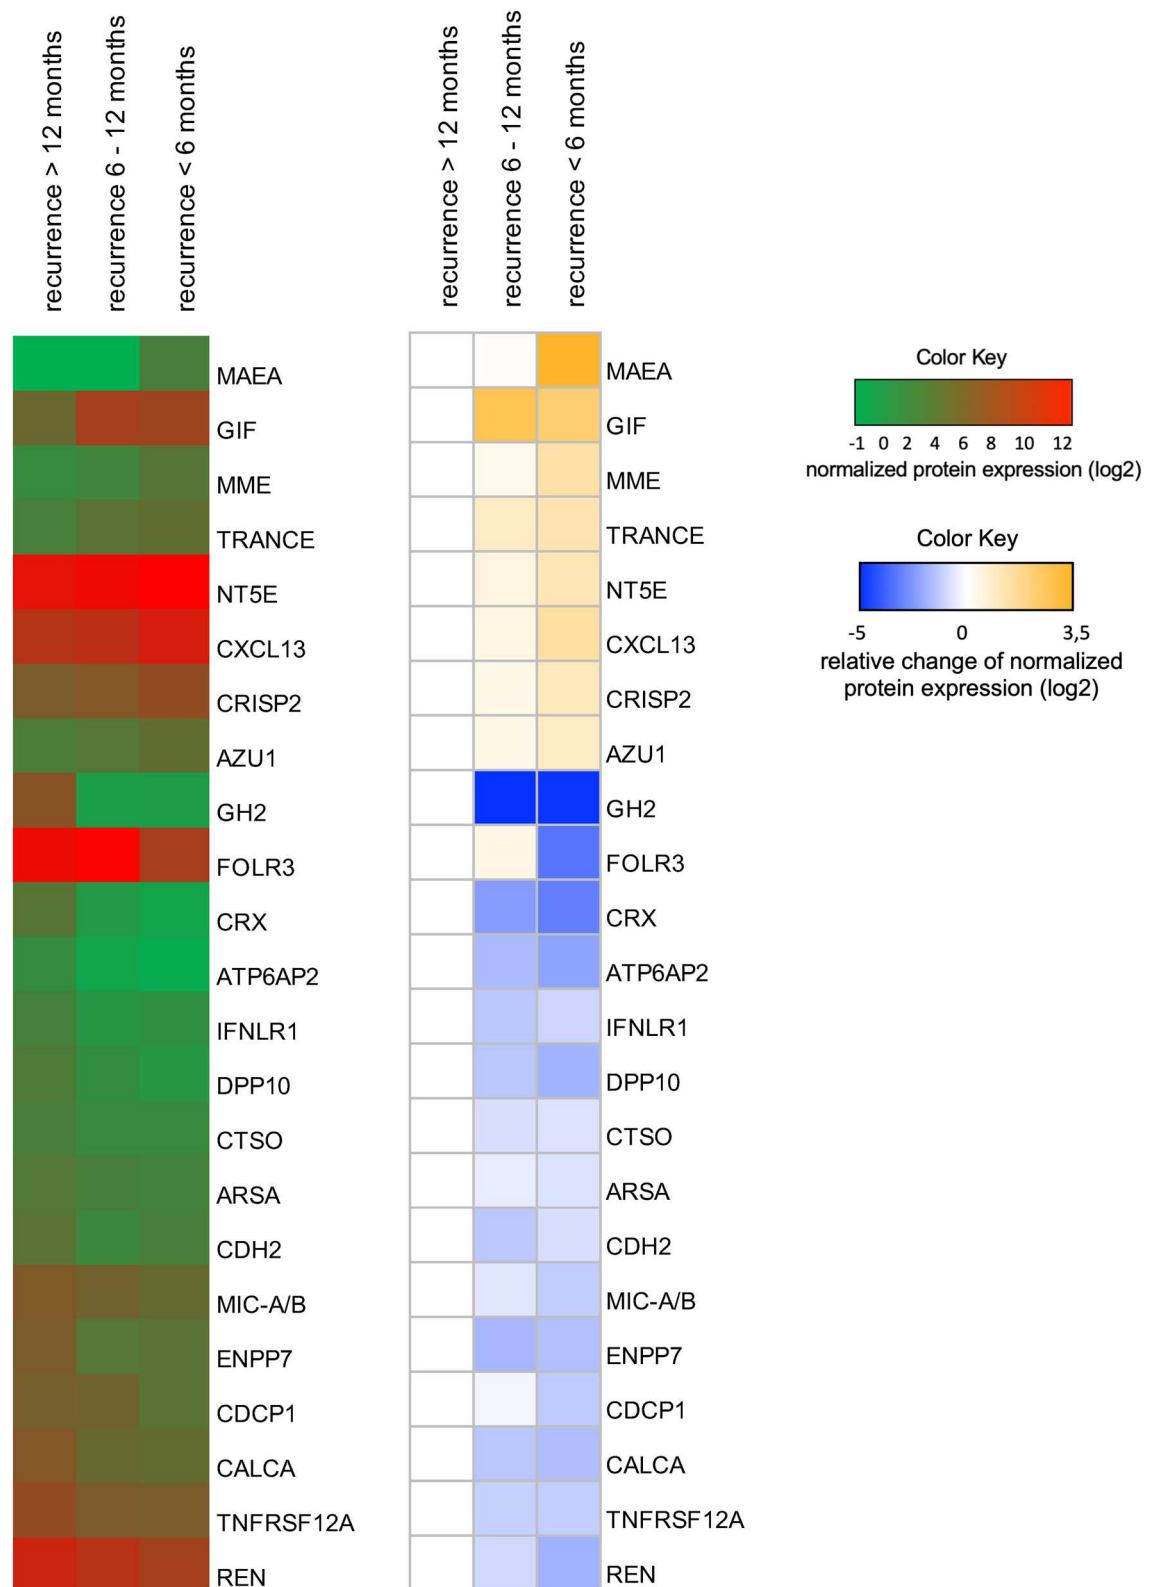 recurrence > 12 months
recurrence 6 - 12 months
recurrence < 6 months
recurrence > 12 months
recurrence 6 - 12 months
recurrence < 6 months
MAEA
GIF
MME
TRANCE
NT5E
CXCL13
CRISP2
AZU1
GH2
FOLR3
CRX
ATP6AP2
IFNLR1
DPP10
CTSO
ARSA
CDH2
MIC-A/B
ENPP7
CDCP1
CALCA
TNFRSF12A
REN
MAEA
GIF
MME
TRANCE
NT5E
CXCL13
CRISP2
AZU1
GH2
FOLR3
CRX
ATP6AP2
IFNLR1
DPP10
CTSO
ARSA
CDH2
MIC-A/B
ENPP7
CDCP1
CALCA
TNFRSF12A
REN
Color Key
-1 0 2 4 6 8 10 12
normalized protein expression (log2)
Color Key
-5 0 3,5
relative change of normalized
protein expression (log2)